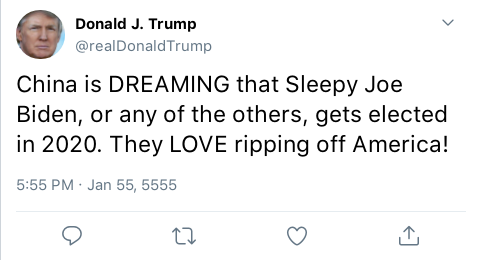 Donald J. Trump
@realDonaldTrump
China is DREAMING that Sleepy Joe
Biden, or any of the others, gets elected
in 2020. They LOVE ripping off America!
5:55 PM · Jan 55, 5555